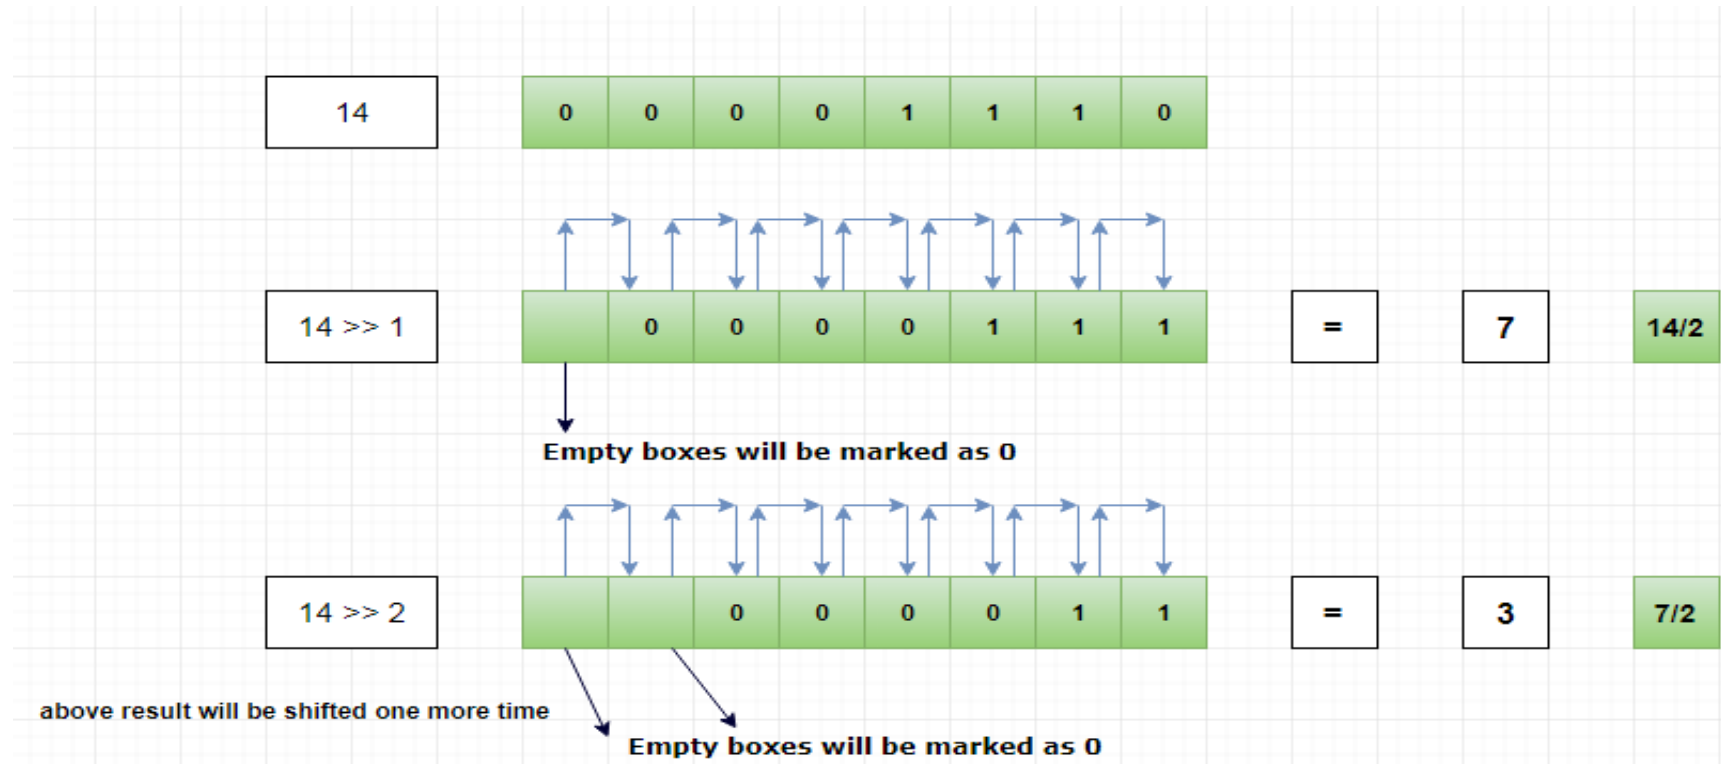 14 0 0 0 0 1 1 1 0
14 >> 1 0 0 0 0 1 1 1 = 7 14/2
Empty boxes will be marked as 0
14 >> 2 0 0 0 0 1 1 = 3 7/2
above result will be shifted one more time
Empty boxes will be marked as 0